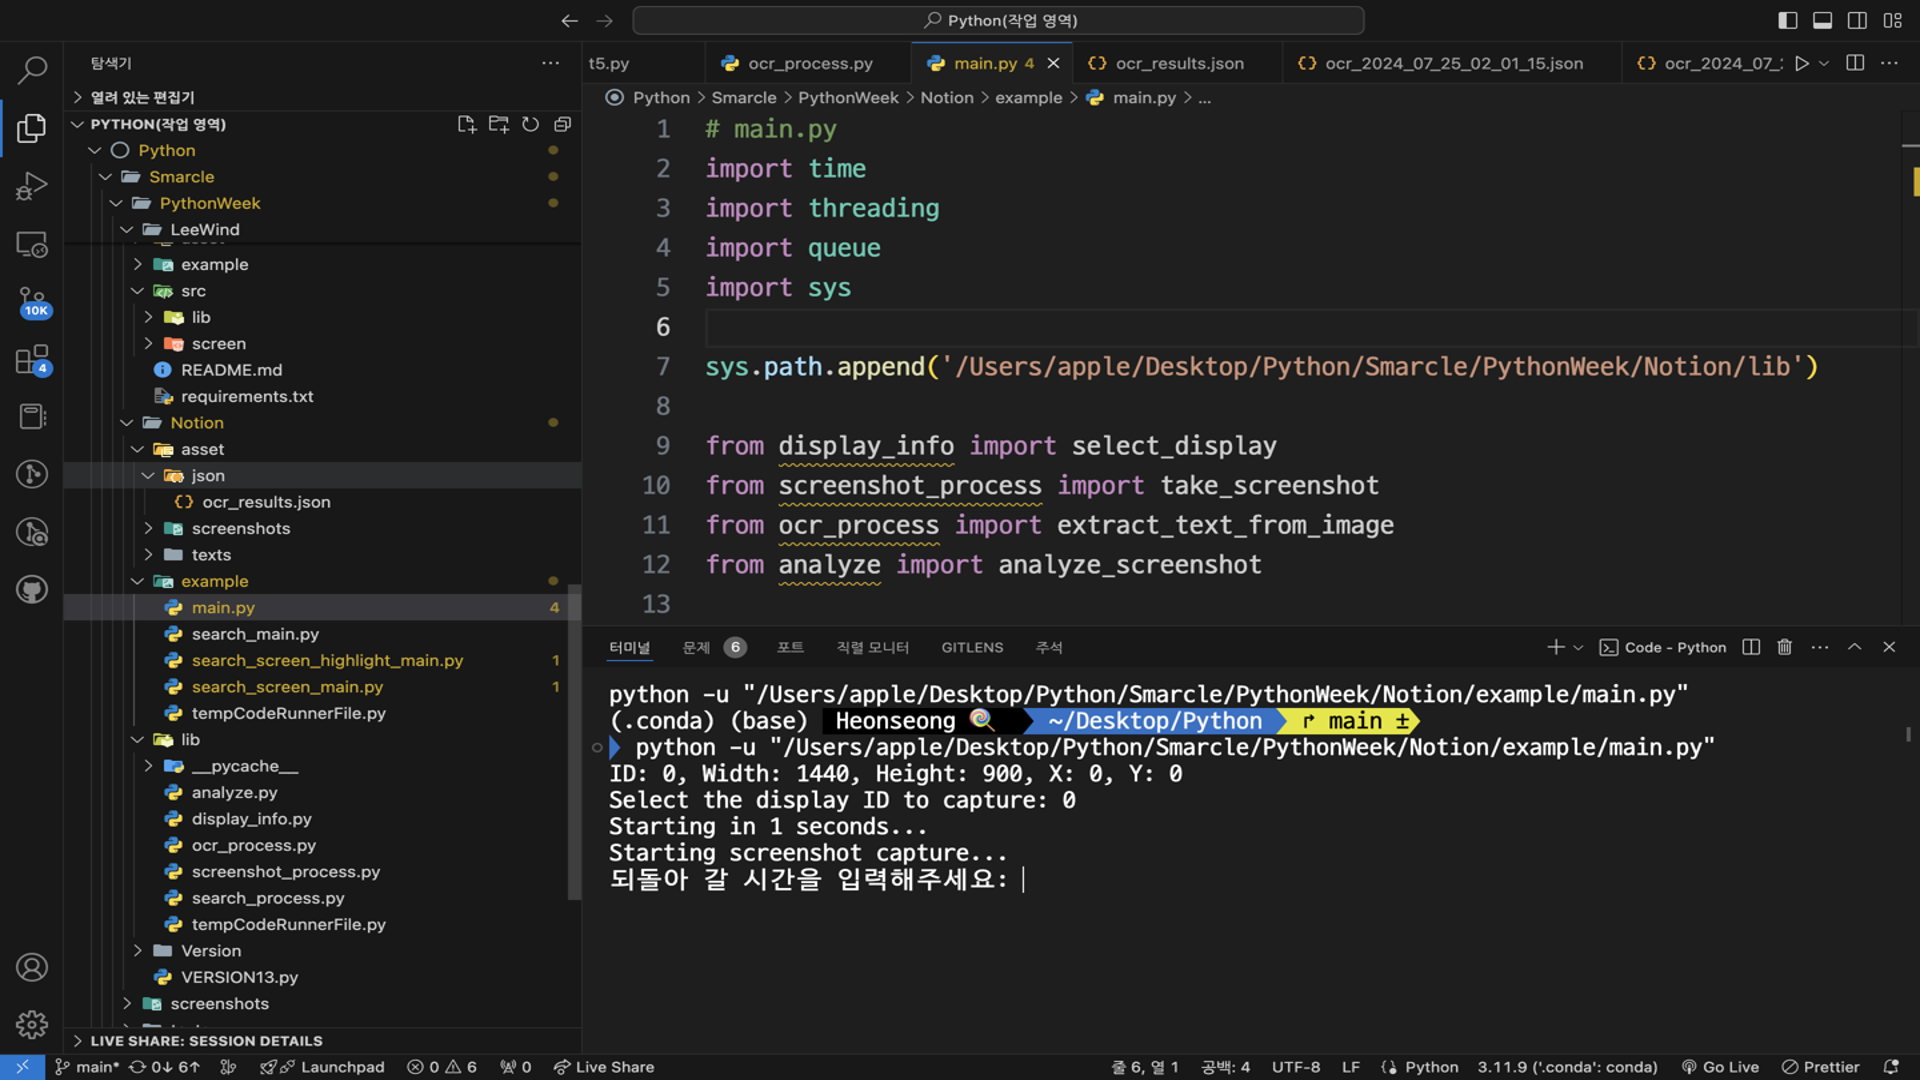 Python(작업 영역)
탐색기
열려 있는 편집기
PYTHON(작업 영역)
Python
Smarcle
PythonWeek
LeeWind
example
src
lib
screen
README.md
requirements.txt
Notion
asset
json
ocr_results.json
screenshots
texts
example
main.py 4
search_main.py
search_screen_highlight_main.py 1
search_screen_main.py 1
tempCodeRunnerFile.py
lib
__pycache__
analyze.py
display_info.py
ocr_process.py
screenshot_process.py
search_process.py
tempCodeRunnerFile.py
Version
VERSION13.py
screenshots
LIVE SHARE: SESSION DETAILS
10K
4
t5.py ocr_process.py main.py 4 ocr_results.json ocr_2024_07_25_02_01_15.json ocr_2024_07_
Python > Smarcle > PythonWeek > Notion > example > main.py > ...
1 # main.py
2 import time
3 import threading
4 import queue
5 import sys
6
7 sys.path.append('/Users/apple/Desktop/Python/Smarcle/PythonWeek/Notion/lib')
8
9 from display_info import select_display
10 from screenshot_process import take_screenshot
11 from ocr_process import extract_text_from_image
12 from analyze import analyze_screenshot
13
터미널 문제 6 포트 직렬 모니터 GITLENS 주석 Code - Python
python -u "/Users/apple/Desktop/Python/Smarcle/PythonWeek/Notion/example/main.py"
(.conda) (base) Heonseong 🍭 ~/Desktop/Python main ±
python -u "/Users/apple/Desktop/Python/Smarcle/PythonWeek/Notion/example/main.py"
ID: 0, Width: 1440, Height: 900, X: 0, Y: 0
Select the display ID to capture: 0
Starting in 1 seconds...
Starting screenshot capture...
되돌아 갈 시간을 입력해주세요:
main* 0↓ 6↑ Launchpad 0 6 0 Live Share 줄 6, 열 1 공백: 4 UTF-8 LF Python 3.11.9 ('.conda': conda) Go Live Prettier